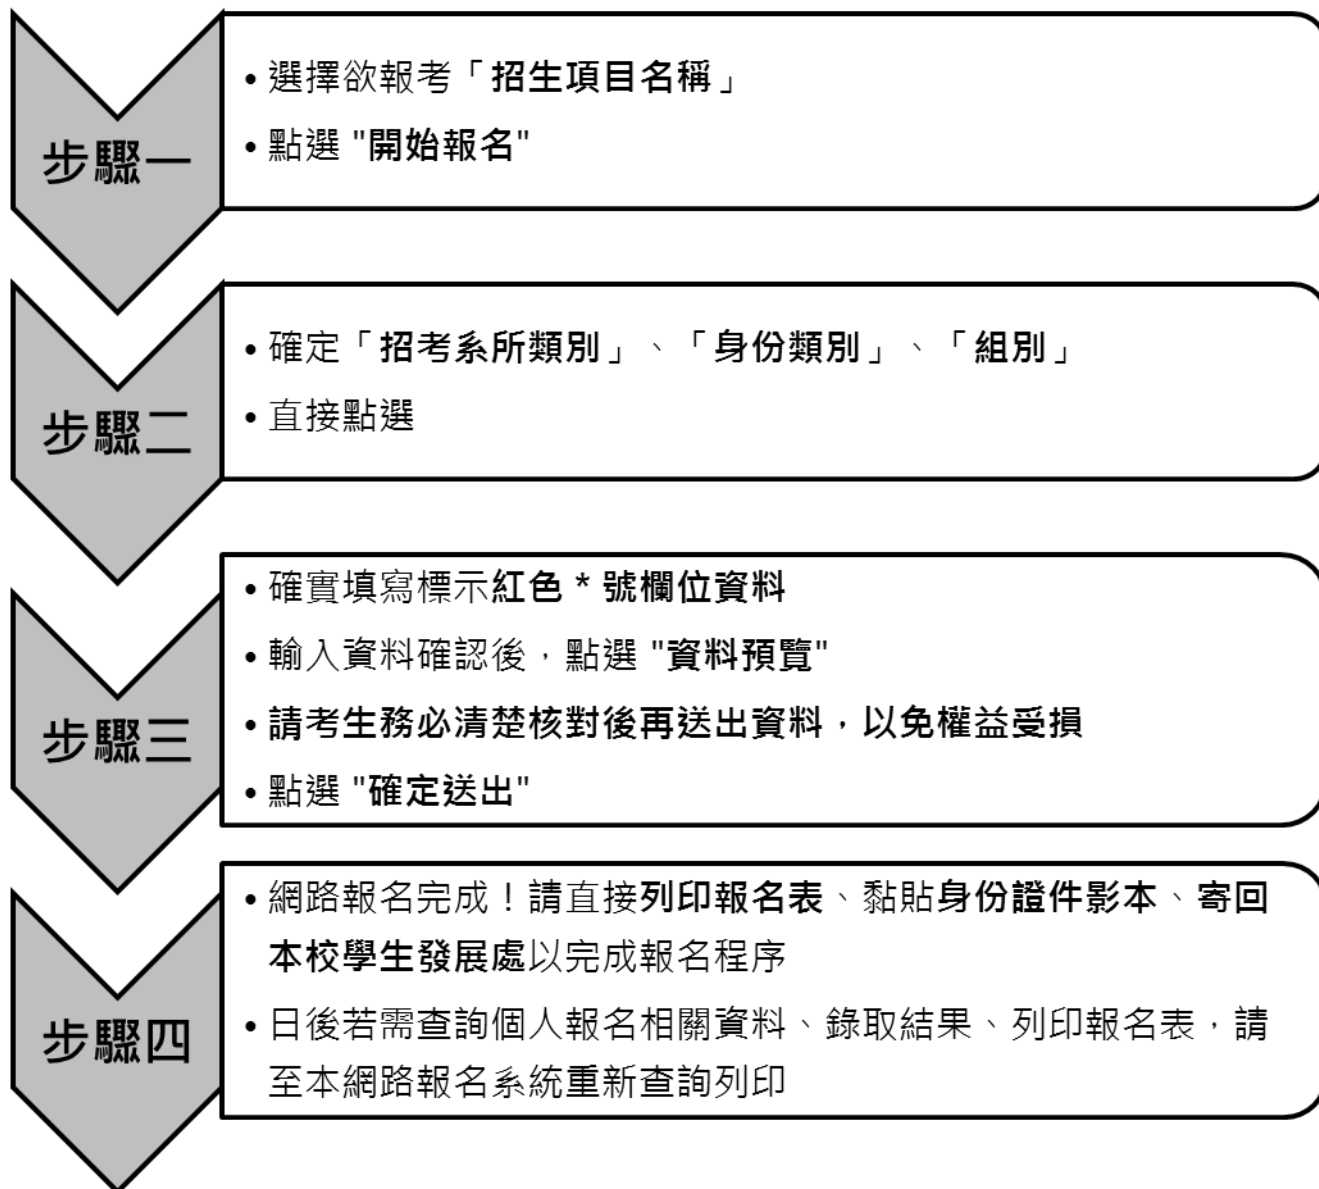 步驟一
• 選擇欲報考「招生項目名稱」
• 點選 "開始報名"
步驟二
• 確定「招考系所類別」、「身份類別」、「組別」
• 直接點選
步驟三
• 確實填寫標示紅色 * 號欄位資料
• 輸入資料確認後，點選 "資料預覽"
• 請考生務必清楚核對後再送出資料，以免權益受損
• 點選 "確定送出"
步驟四
• 網路報名完成！請直接列印報名表、黏貼身份證件影本、寄回
本校學生發展處以完成報名程序
• 日後若需查詢個人報名相關資料、錄取結果、列印報名表，請
至本網路報名系統重新查詢列印